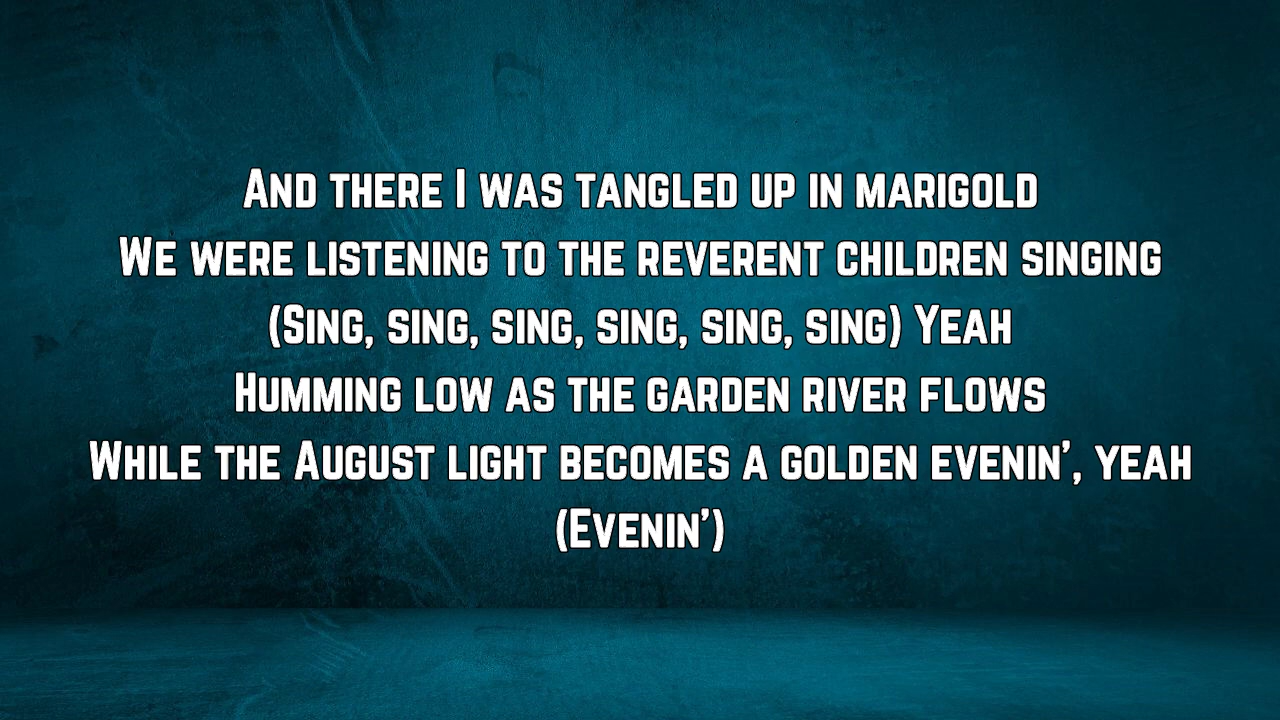 And there I was tangled up in marigold
We were listening to the reverent children singing
(Sing, sing, sing, sing, sing, sing) Yeah
Humming low as the garden river flows
While the August light becomes a golden evenin', yeah
(Evenin')